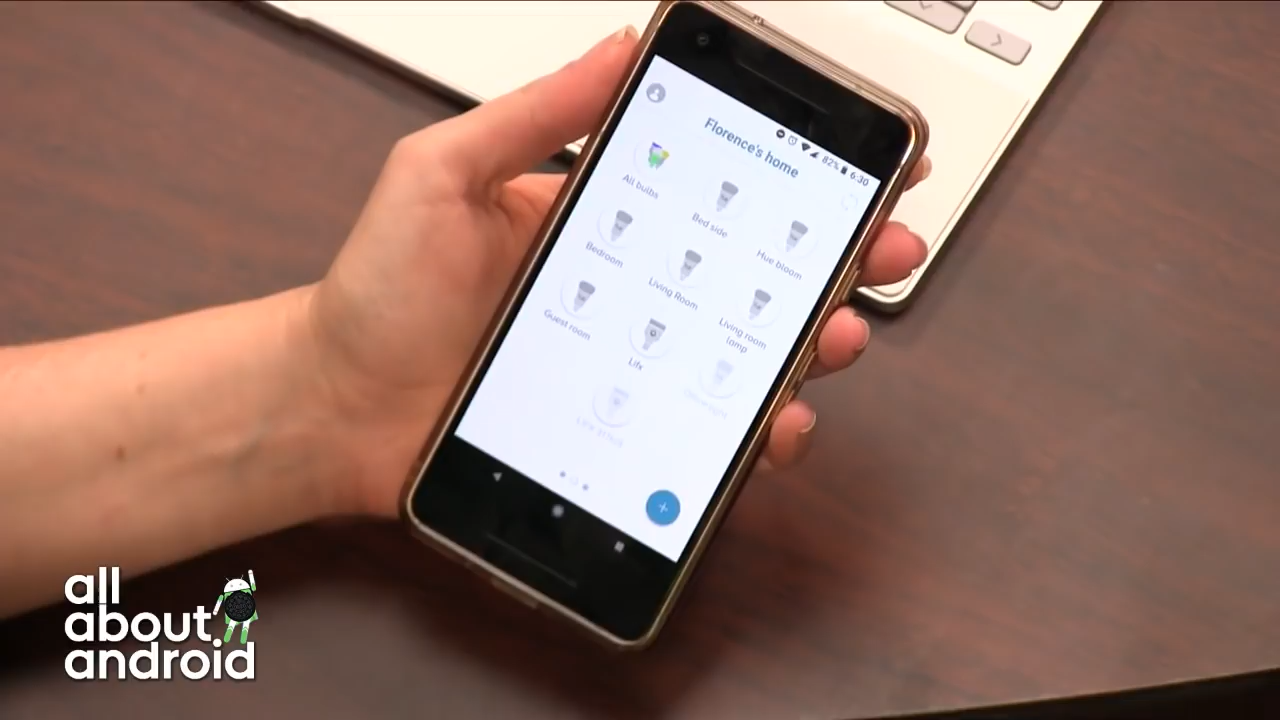 82% 6:30
Florence's home
All bulbs
Bed side
Hue bloom
Bedroom
Living Room
Living room
lamp
Guest room
Lifx
all
about
android